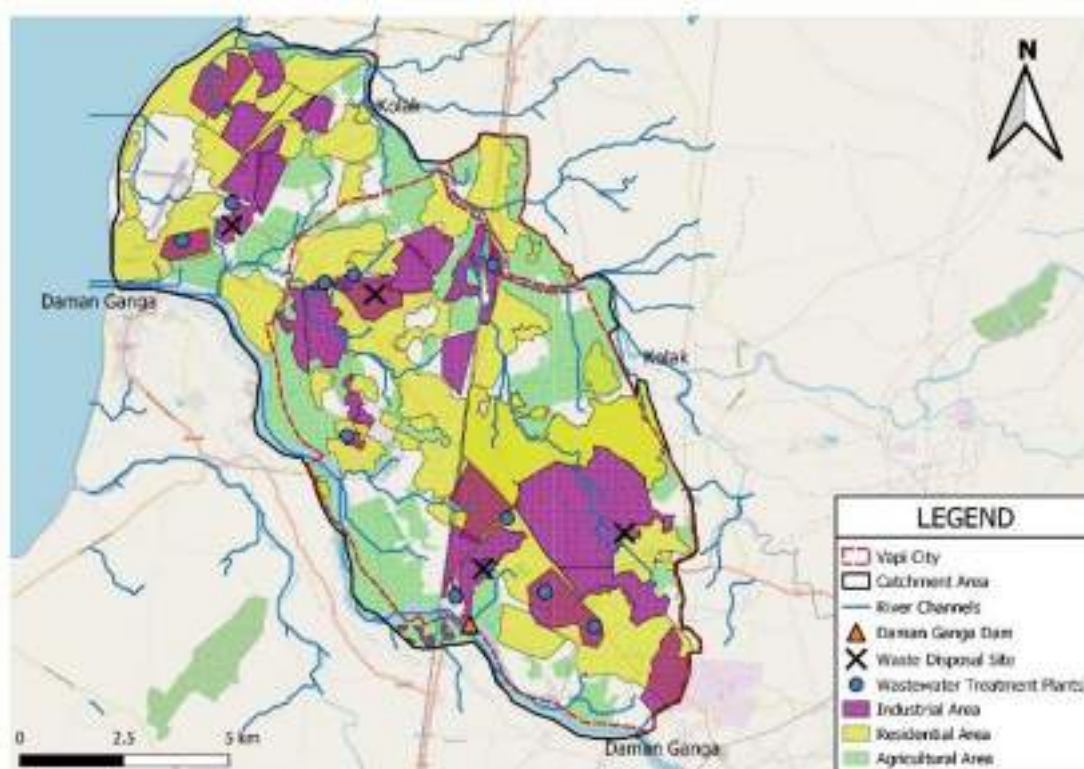 N
Kolak
Daman Ganga
Kolak
Daman Ganga
0 2.5 5 km
LEGEND
Vapi City
Catchment Area
River Channels
Daman Ganga Dam
Waste Disposal Site
Wastewater Treatment Plants
Industrial Area
Residential Area
Agricultural Area